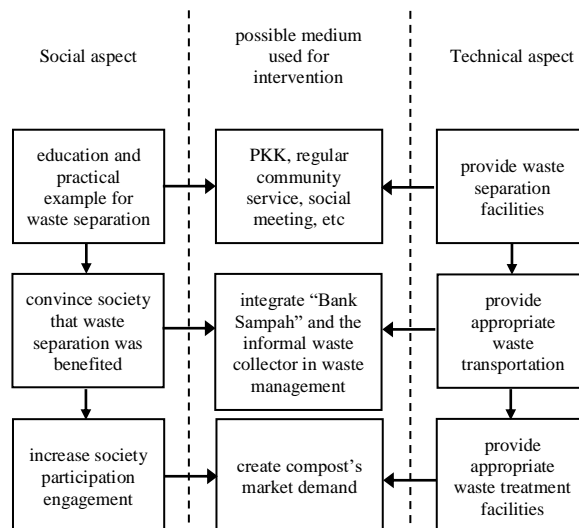 Social aspect
possible medium
used for
intervention
Technical aspect
education and
practical
example for
waste separation
PKK, regular
community
service, social
meeting, etc
provide waste
separation
facilities
convince society
that waste
separation was
benefited
integrate “Bank
Sampah” and the
informal waste
collector in waste
management
provide
appropriate
waste
transportation
increase society
participation
engagement
create compost’s
market demand
provide
appropriate
waste treatment
facilities